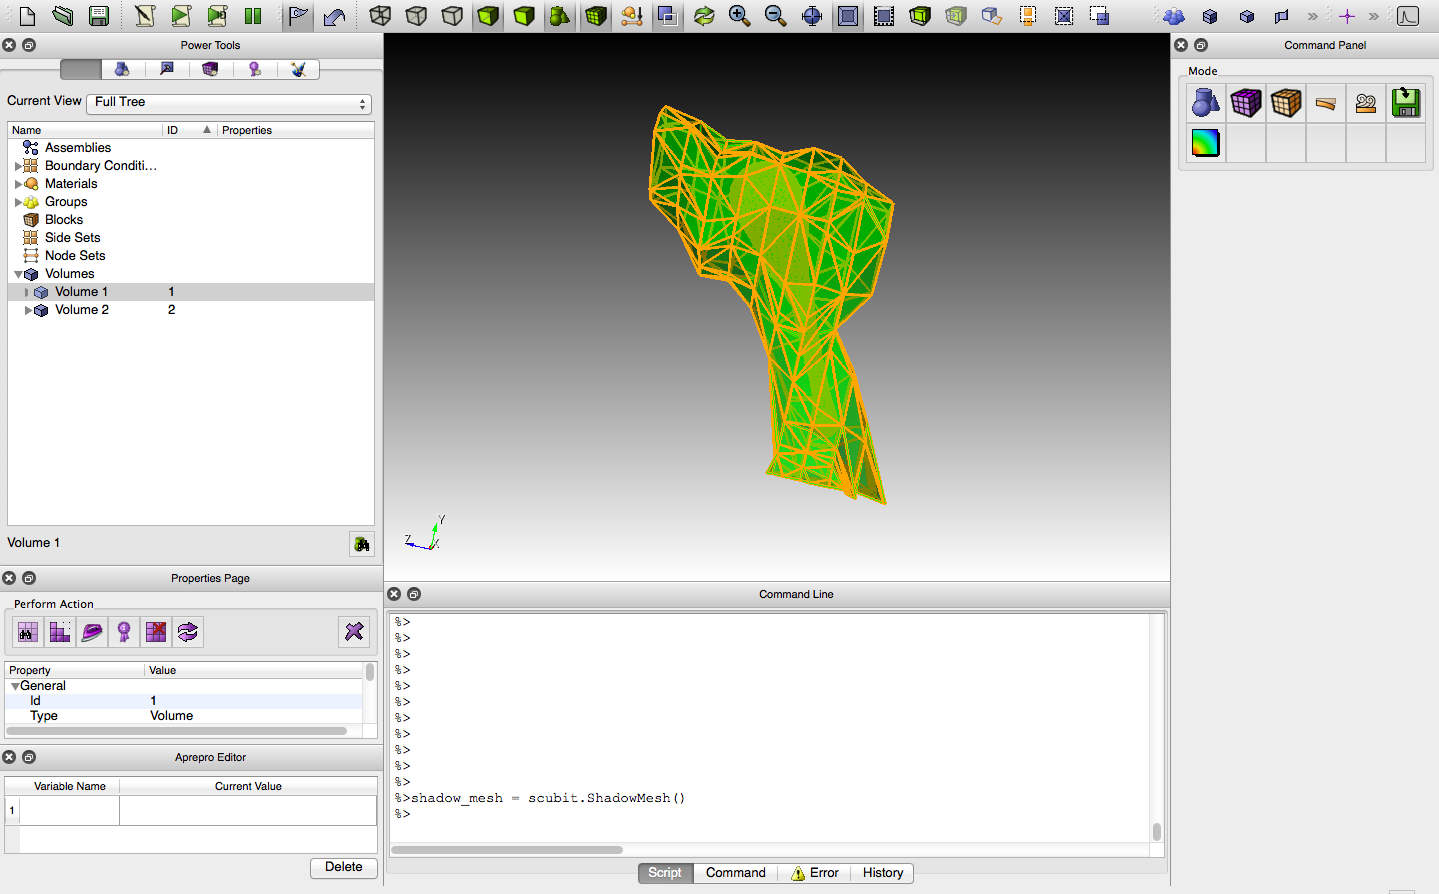 Power Tools
Current View
Full Tree
Name ID Properties
Assemblies
Boundary Conditi...
Materials
Groups
Blocks
Side Sets
Node Sets
Volumes
Volume 1 1
Volume 2 2
Volume 1
Properties Page
Perform Action
Property Value
General
Id 1
Type Volume
Aprepro Editor
Variable Name Current Value
1
Delete
Y
Z
X
Command Line
%>
%>
%>
%>
%>
%>
%>
%>
%>
%>
%>
%>shadow_mesh = scubit.ShadowMesh()
%>
Script Command Error History
Command Panel
Mode